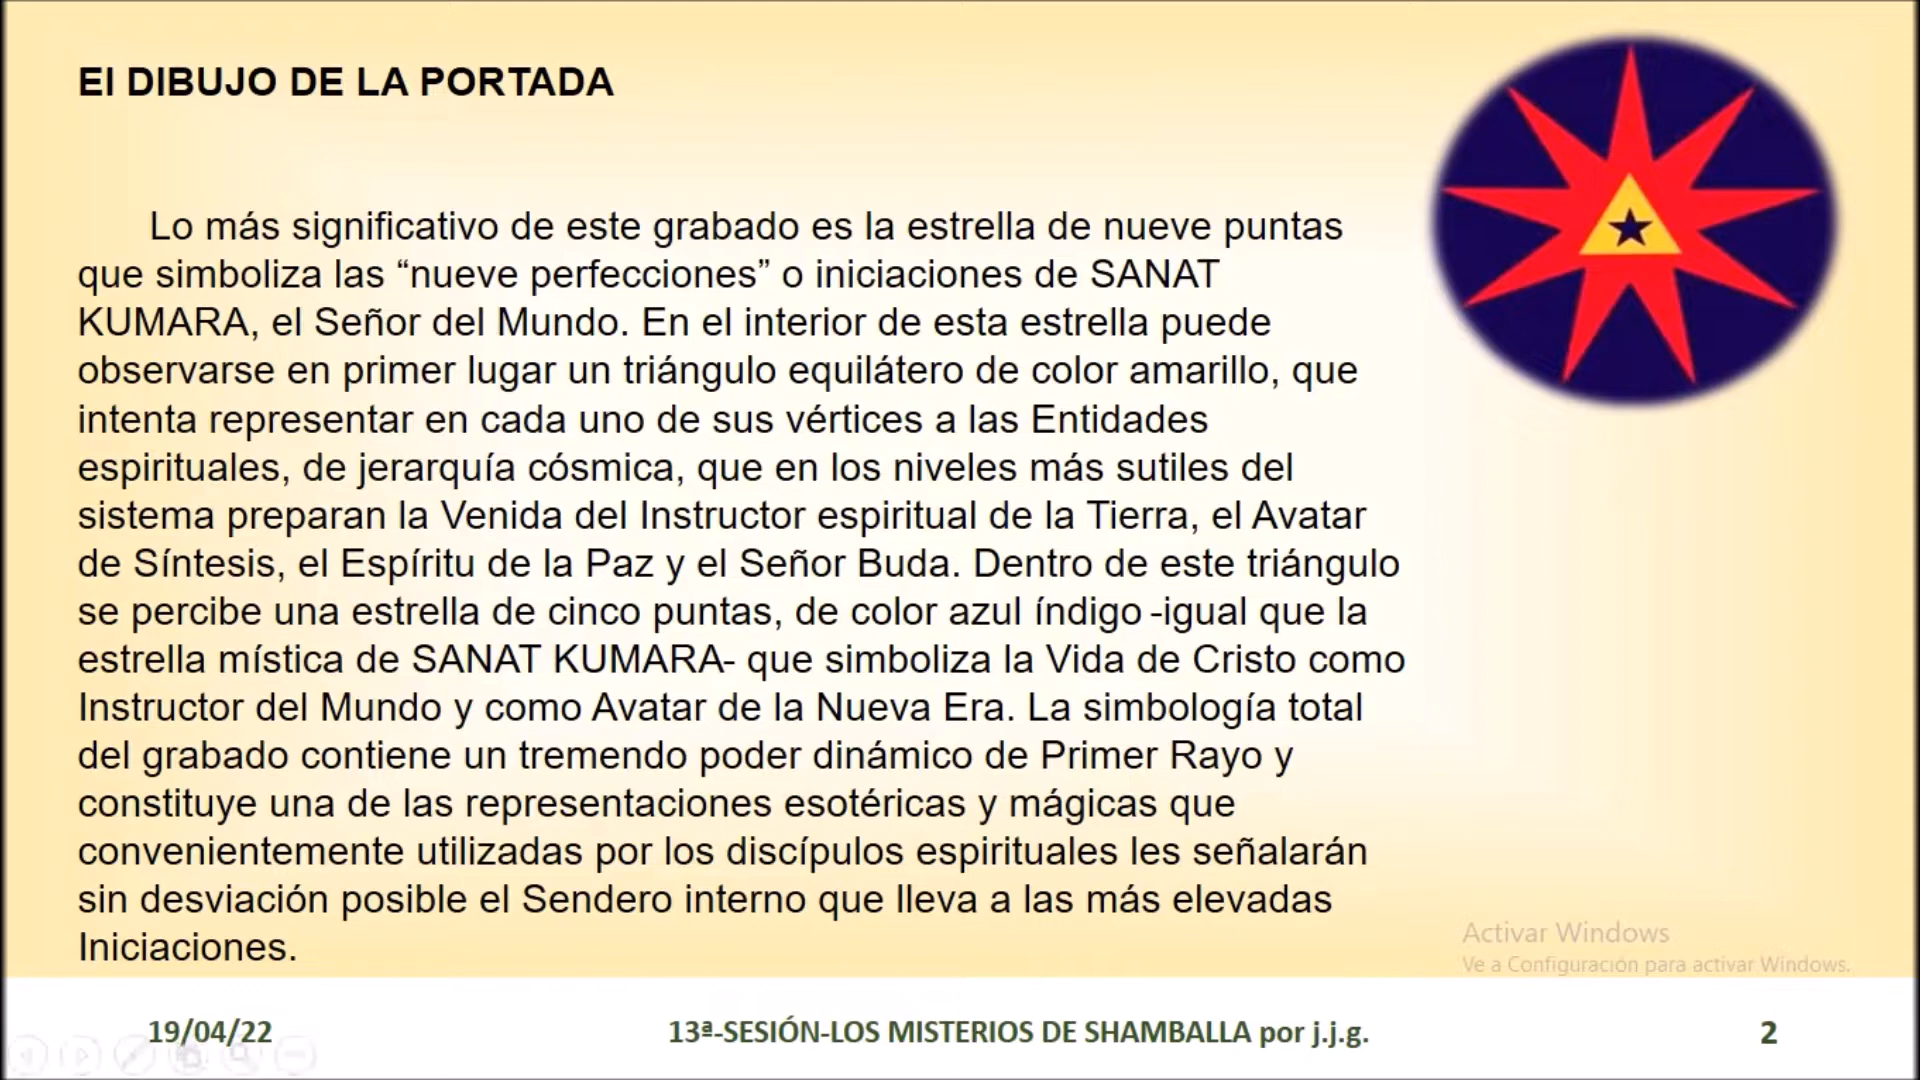 El DIBUJO DE LA PORTADA
Lo más significativo de este grabado es la estrella de nueve puntas
que simboliza las “nueve perfecciones” o iniciaciones de SANAT
KUMARA, el Señor del Mundo. En el interior de esta estrella puede
observarse en primer lugar un triángulo equilátero de color amarillo, que
intenta representar en cada uno de sus vértices a las Entidades
espirituales, de jerarquía cósmica, que en los niveles más sutiles del
sistema preparan la Venida del Instructor espiritual de la Tierra, el Avatar
de Síntesis, el Espíritu de la Paz y el Señor Buda. Dentro de este triángulo
se percibe una estrella de cinco puntas, de color azul índigo -igual que la
estrella mística de SANAT KUMARA- que simboliza la Vida de Cristo como
Instructor del Mundo y como Avatar de la Nueva Era. La simbología total
del grabado contiene un tremendo poder dinámico de Primer Rayo y
constituye una de las representaciones esotéricas y mágicas que
convenientemente utilizadas por los discípulos espirituales les señalarán
sin desviación posible el Sendero interno que lleva a las más elevadas
Iniciaciones.
Activar Windows
Ve a Configuración para activar Windows.
19/04/22
13ª-SESIÓN-LOS MISTERIOS DE SHAMBALLA por j.j.g.
2